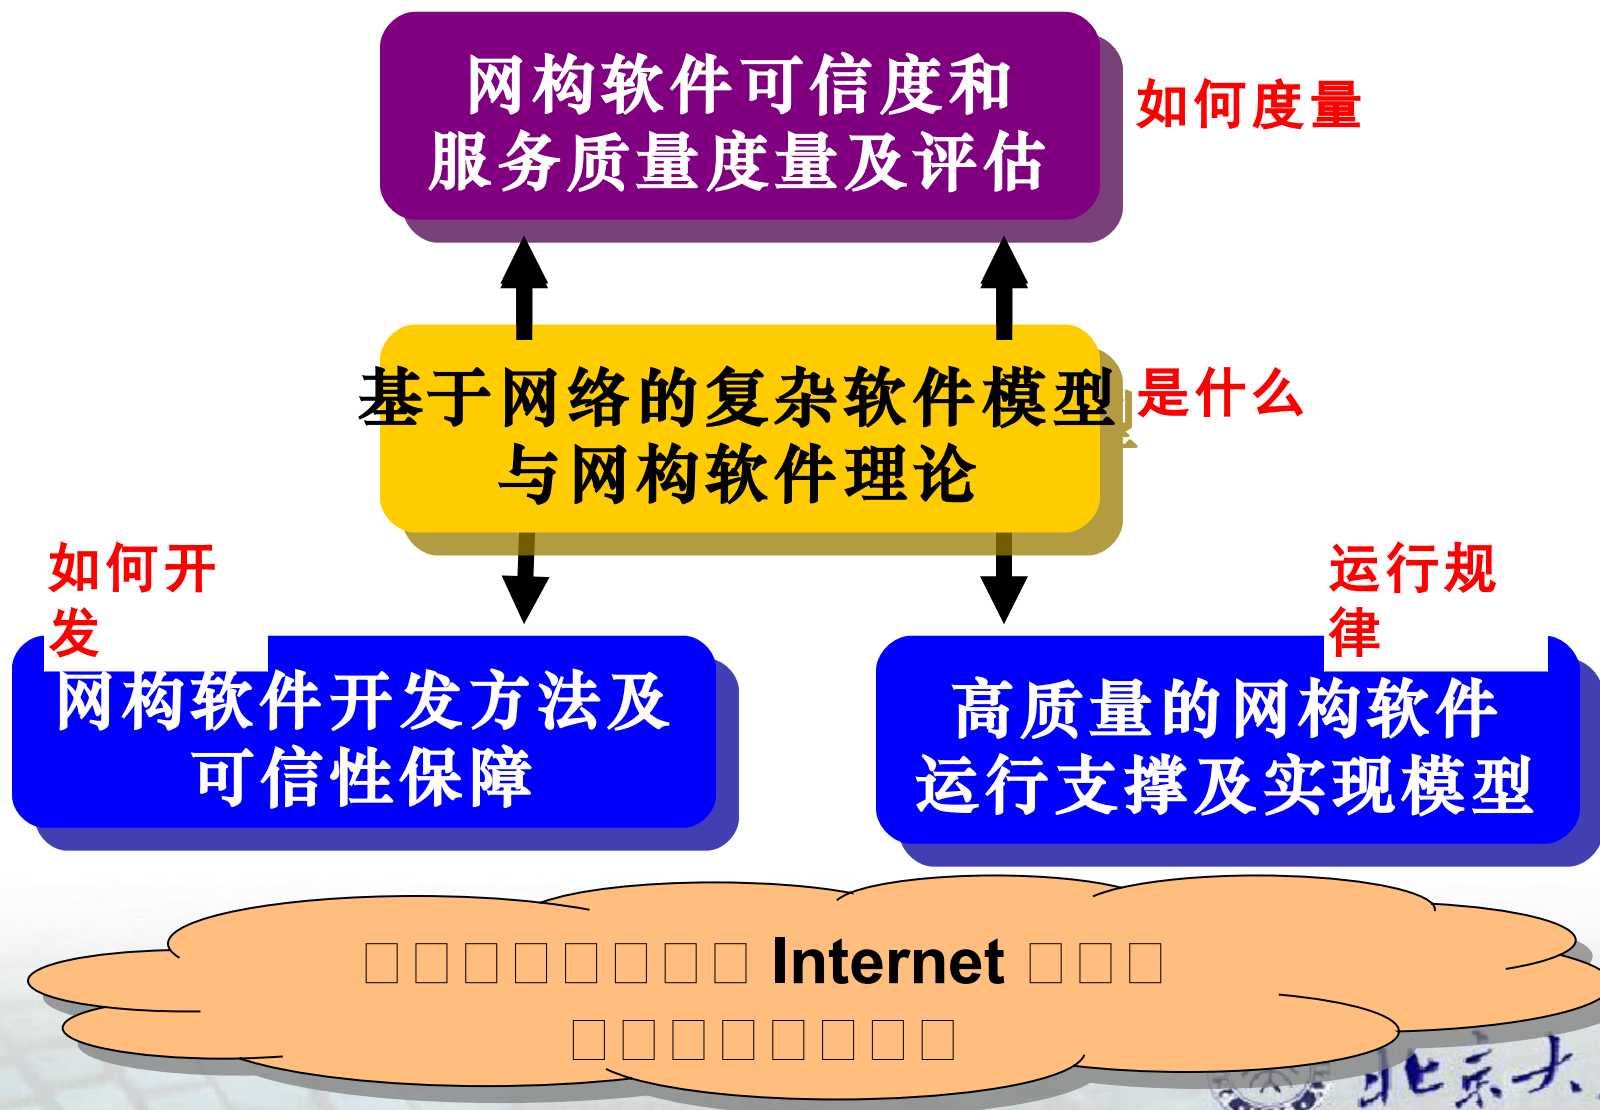 网构软件可信度和
服务质量度量及评估
如何度量
基于网络的复杂软件模型
与网构软件理论
是什么
如何开
发
运行规
律
网构软件开发方法及
可信性保障
高质量的网构软件
运行支撑及实现模型
□□□□□□□□ Internet □□□
□□□□□□□□
北京大